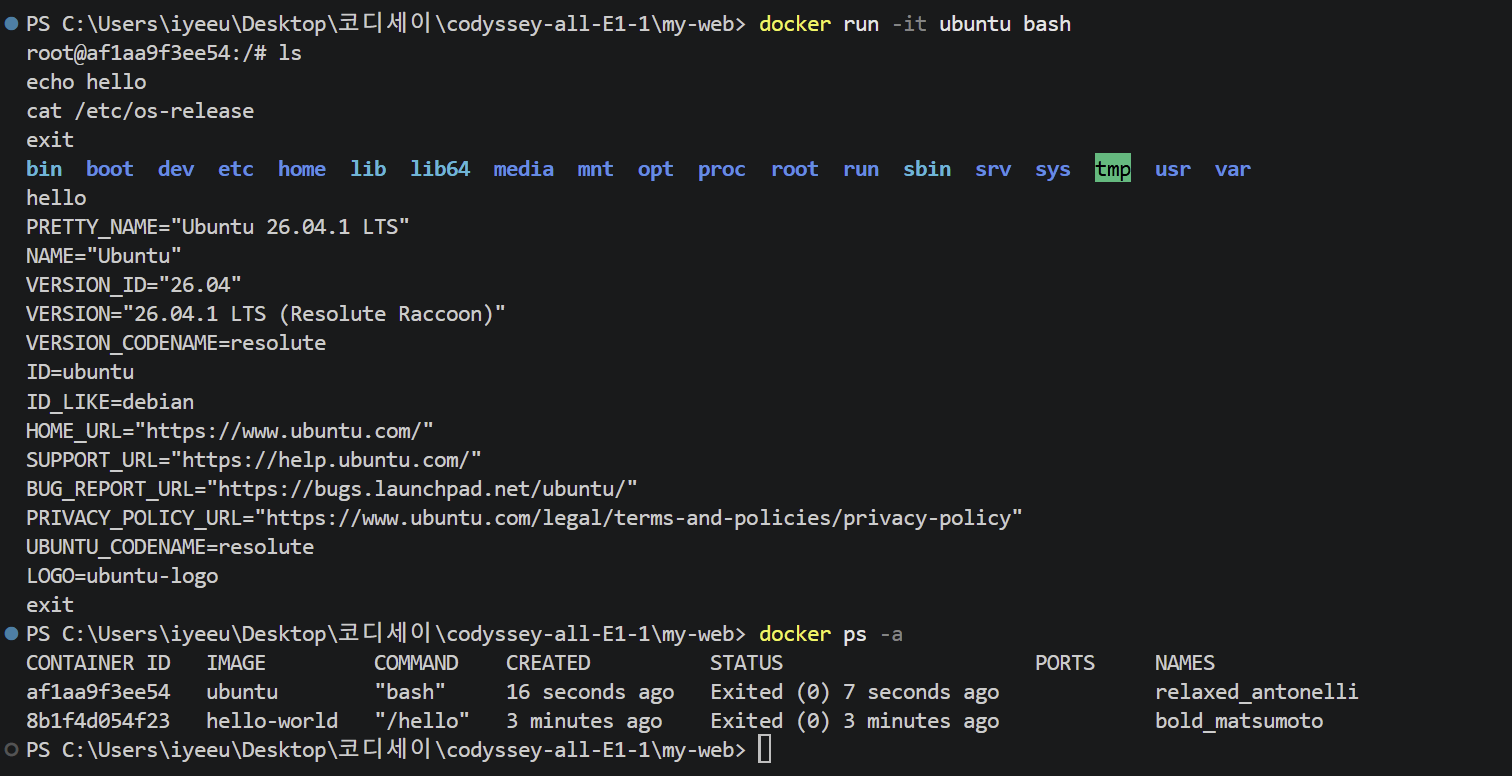 PS C:\Users\iyeeu\Desktop\코디세이\codyssey-all-E1-1\my-web> docker run -it ubuntu bash
root@af1aa9f3ee54:/# ls
echo hello
cat /etc/os-release
exit
bin  boot  dev  etc  home  lib  lib64  media  mnt  opt  proc  root  run  sbin  srv  sys  tmp  usr  var
hello
PRETTY_NAME="Ubuntu 26.04.1 LTS"
NAME="Ubuntu"
VERSION_ID="26.04"
VERSION="26.04.1 LTS (Resolute Raccoon)"
VERSION_CODENAME=resolute
ID=ubuntu
ID_LIKE=debian
HOME_URL="https://www.ubuntu.com/"
SUPPORT_URL="https://help.ubuntu.com/"
BUG_REPORT_URL="https://bugs.launchpad.net/ubuntu/"
PRIVACY_POLICY_URL="https://www.ubuntu.com/legal/terms-and-policies/privacy-policy"
UBUNTU_CODENAME=resolute
LOGO=ubuntu-logo
exit
PS C:\Users\iyeeu\Desktop\코디세이\codyssey-all-E1-1\my-web> docker ps -a
CONTAINER ID   IMAGE         COMMAND    CREATED          STATUS                     PORTS     NAMES
af1aa9f3ee54   ubuntu        "bash"     16 seconds ago   Exited (0) 7 seconds ago             relaxed_antonelli
8b1f4d054f23   hello-world   "/hello"   3 minutes ago    Exited (0) 3 minutes ago             bold_matsumoto
PS C:\Users\iyeeu\Desktop\코디세이\codyssey-all-E1-1\my-web>